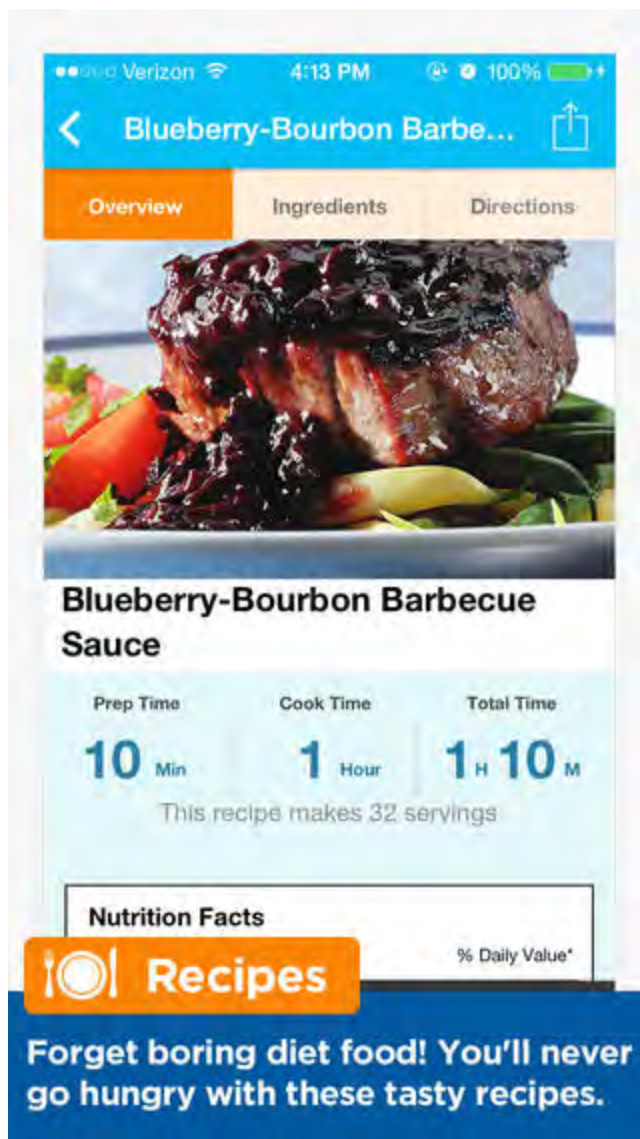 Verizon 4:13 PM 100%
Blueberry-Bourbon Barbe...
Overview Ingredients Directions
Blueberry-Bourbon Barbecue
Sauce
Prep Time Cook Time Total Time
10 Min 1 Hour 1 H 10 M
This recipe makes 32 servings
Nutrition Facts
% Daily Value*
Recipes
Forget boring diet food! You'll never
go hungry with these tasty recipes.